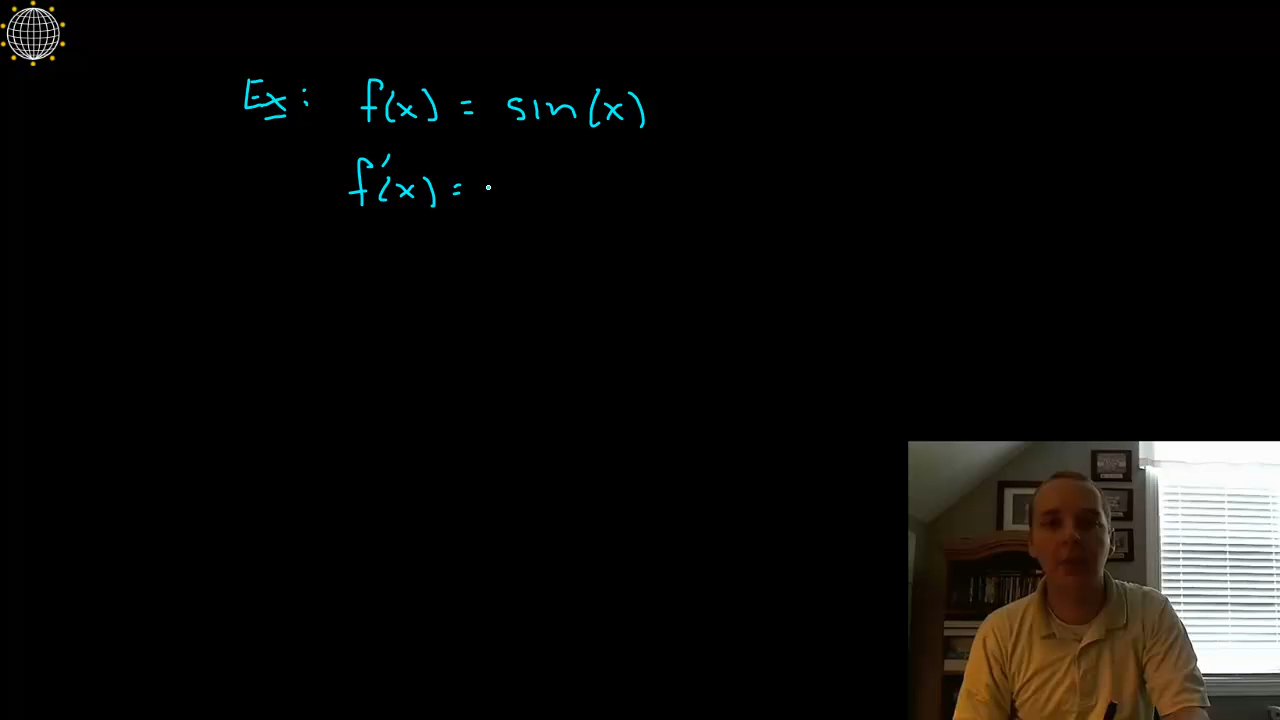 Ex: f(x) = sin(x)
f'(x) =